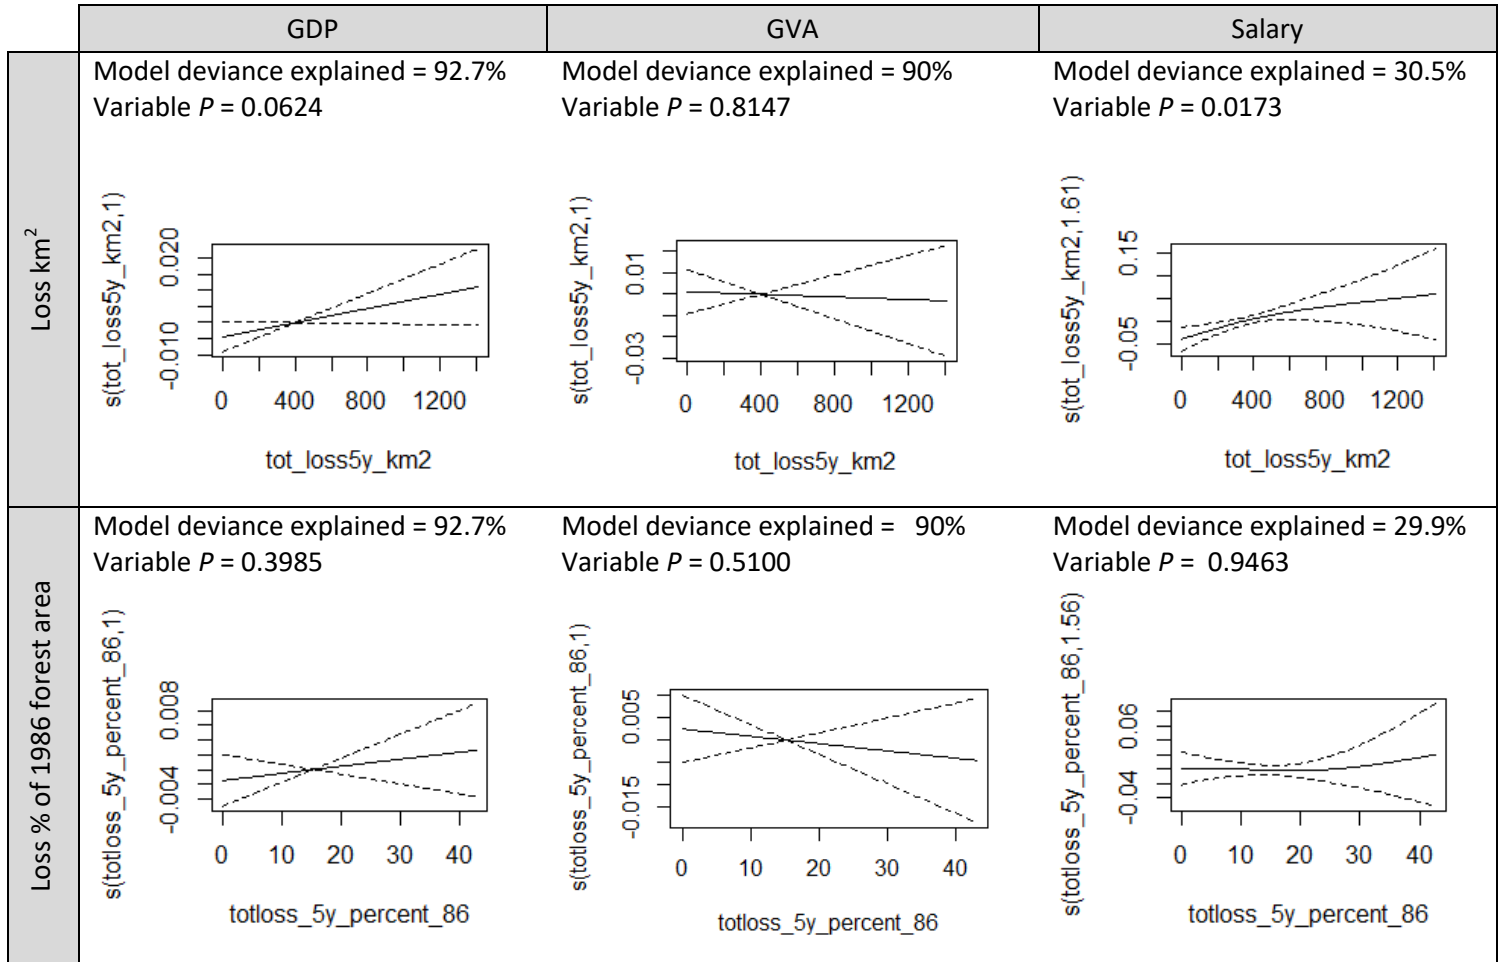 GDP
GVA
Salary
Loss km²
Model deviance explained = 92.7%
Variable P = 0.0624
s(tot_loss5y_km2,1)
0.020
-0.010
0 400 800 1200
tot_loss5y_km2
Model deviance explained = 90%
Variable P = 0.8147
s(tot_loss5y_km2,1)
0.01
-0.03
0 400 800 1200
tot_loss5y_km2
Model deviance explained = 30.5%
Variable P = 0.0173
s(tot_loss5y_km2,1.61)
0.15
-0.05
0 400 800 1200
tot_loss5y_km2
Loss % of 1986 forest area
Model deviance explained = 92.7%
Variable P = 0.3985
s(totloss_5y_percent_86,1)
0.008
-0.004
0 10 20 30 40
totloss_5y_percent_86
Model deviance explained = 90%
Variable P = 0.5100
s(totloss_5y_percent_86,1)
0.005
-0.015
0 10 20 30 40
totloss_5y_percent_86
Model deviance explained = 29.9%
Variable P = 0.9463
s(totloss_5y_percent_86,1.56)
0.06
-0.04
0 10 20 30 40
totloss_5y_percent_86